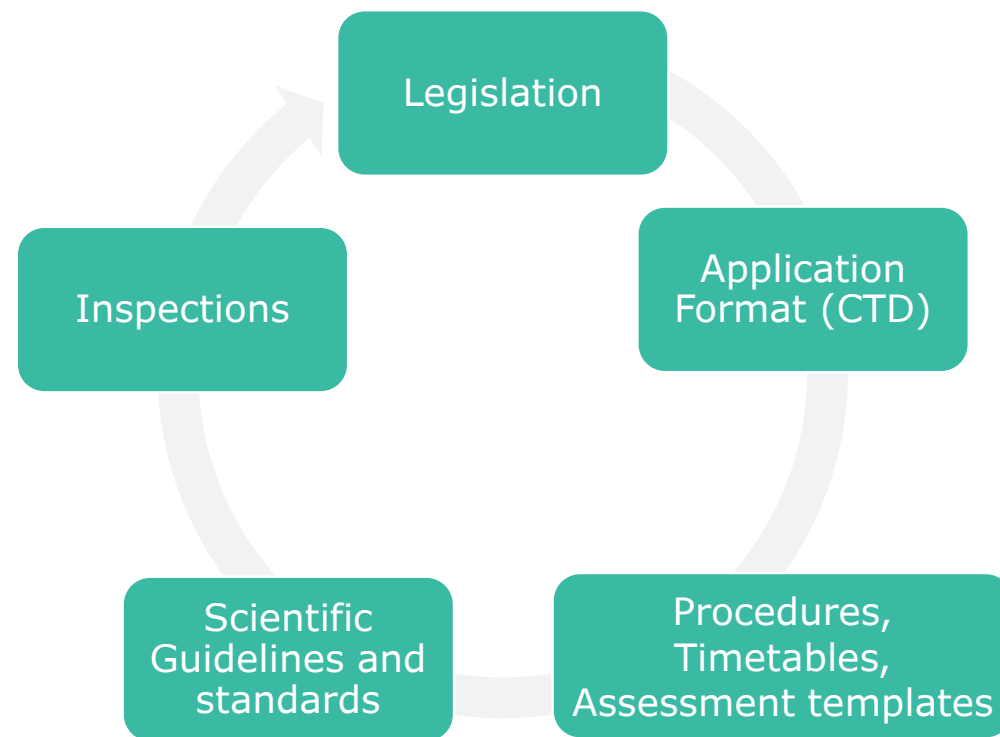 Legislation
Application
Format (CTD)
Procedures,
Timetables,
Assessment templates
Scientific
Guidelines and
standards
Inspections